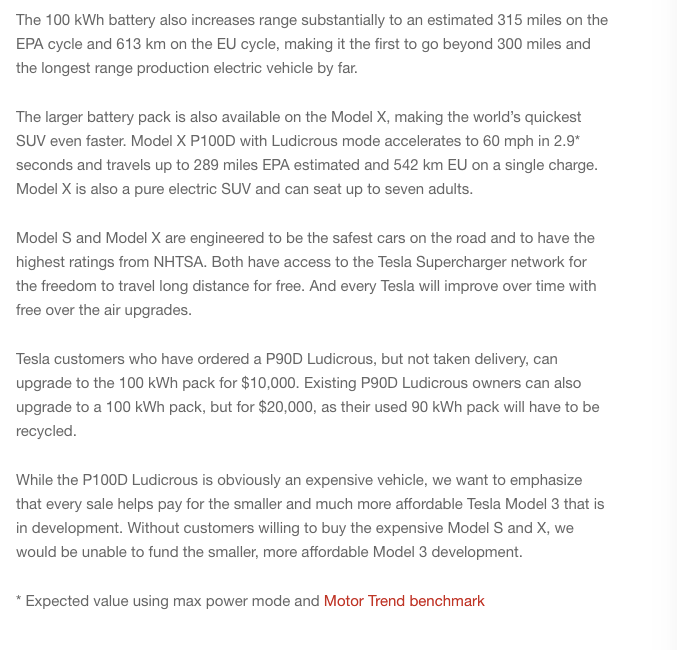 The 100 kWh battery also increases range substantially to an estimated 315 miles on the
EPA cycle and 613 km on the EU cycle, making it the first to go beyond 300 miles and
the longest range production electric vehicle by far.
The larger battery pack is also available on the Model X, making the world's quickest
SUV even faster. Model X P100D with Ludicrous mode accelerates to 60 mph in 2.9*
seconds and travels up to 289 miles EPA estimated and 542 km EU on a single charge.
Model X is also a pure electric SUV and can seat up to seven adults.
Model S and Model X are engineered to be the safest cars on the road and to have the
highest ratings from NHTSA. Both have access to the Tesla Supercharger network for
the freedom to travel long distance for free. And every Tesla will improve over time with
free over the air upgrades.
Tesla customers who have ordered a P90D Ludicrous, but not taken delivery, can
upgrade to the 100 kWh pack for $10,000. Existing P90D Ludicrous owners can also
upgrade to a 100 kWh pack, but for $20,000, as their used 90 kWh pack will have to be
recycled.
While the P100D Ludicrous is obviously an expensive vehicle, we want to emphasize
that every sale helps pay for the smaller and much more affordable Tesla Model 3 that is
in development. Without customers willing to buy the expensive Model S and X, we
would be unable to fund the smaller, more affordable Model 3 development.
* Expected value using max power mode and Motor Trend benchmark